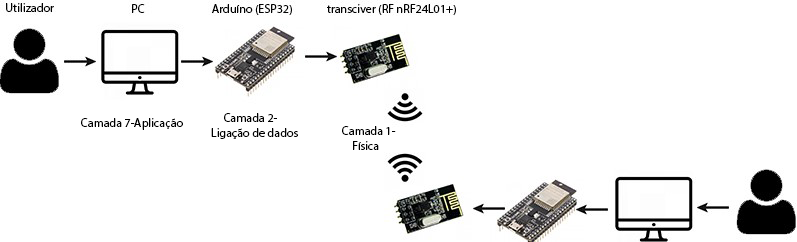 Utilizador
PC
Arduíno (ESP32)
transciver (RF nRF24L01+)
Camada 7-Aplicação
Camada 2-
Ligação de dados
Camada 1-
Física